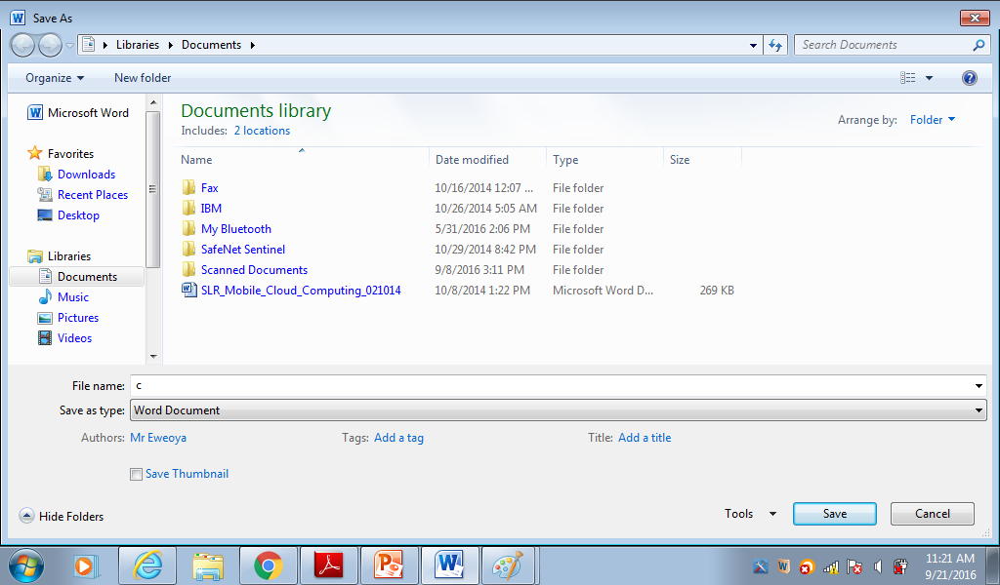 Save As
Libraries Documents
Search Documents
Organize New folder
Microsoft Word
Favorites
Downloads
Recent Places
Desktop
Libraries
Documents
Music
Pictures
Videos
Documents library
Includes: 2 locations
Arrange by: Folder
Name Date modified Type Size
Fax 10/16/2014 12:07 ... File folder
IBM 10/26/2014 5:05 AM File folder
My Bluetooth 5/31/2016 2:06 PM File folder
SafeNet Sentinel 10/29/2014 8:42 PM File folder
Scanned Documents 9/8/2016 3:11 PM File folder
SLR_Mobile_Cloud_Computing_021014 10/8/2014 1:22 PM Microsoft Word D... 269 KB
File name: c
Save as type: Word Document
Authors: Mr Eweoya Tags: Add a tag Title: Add a title
Save Thumbnail
Hide Folders Tools Save Cancel
11:21 AM
9/21/2016